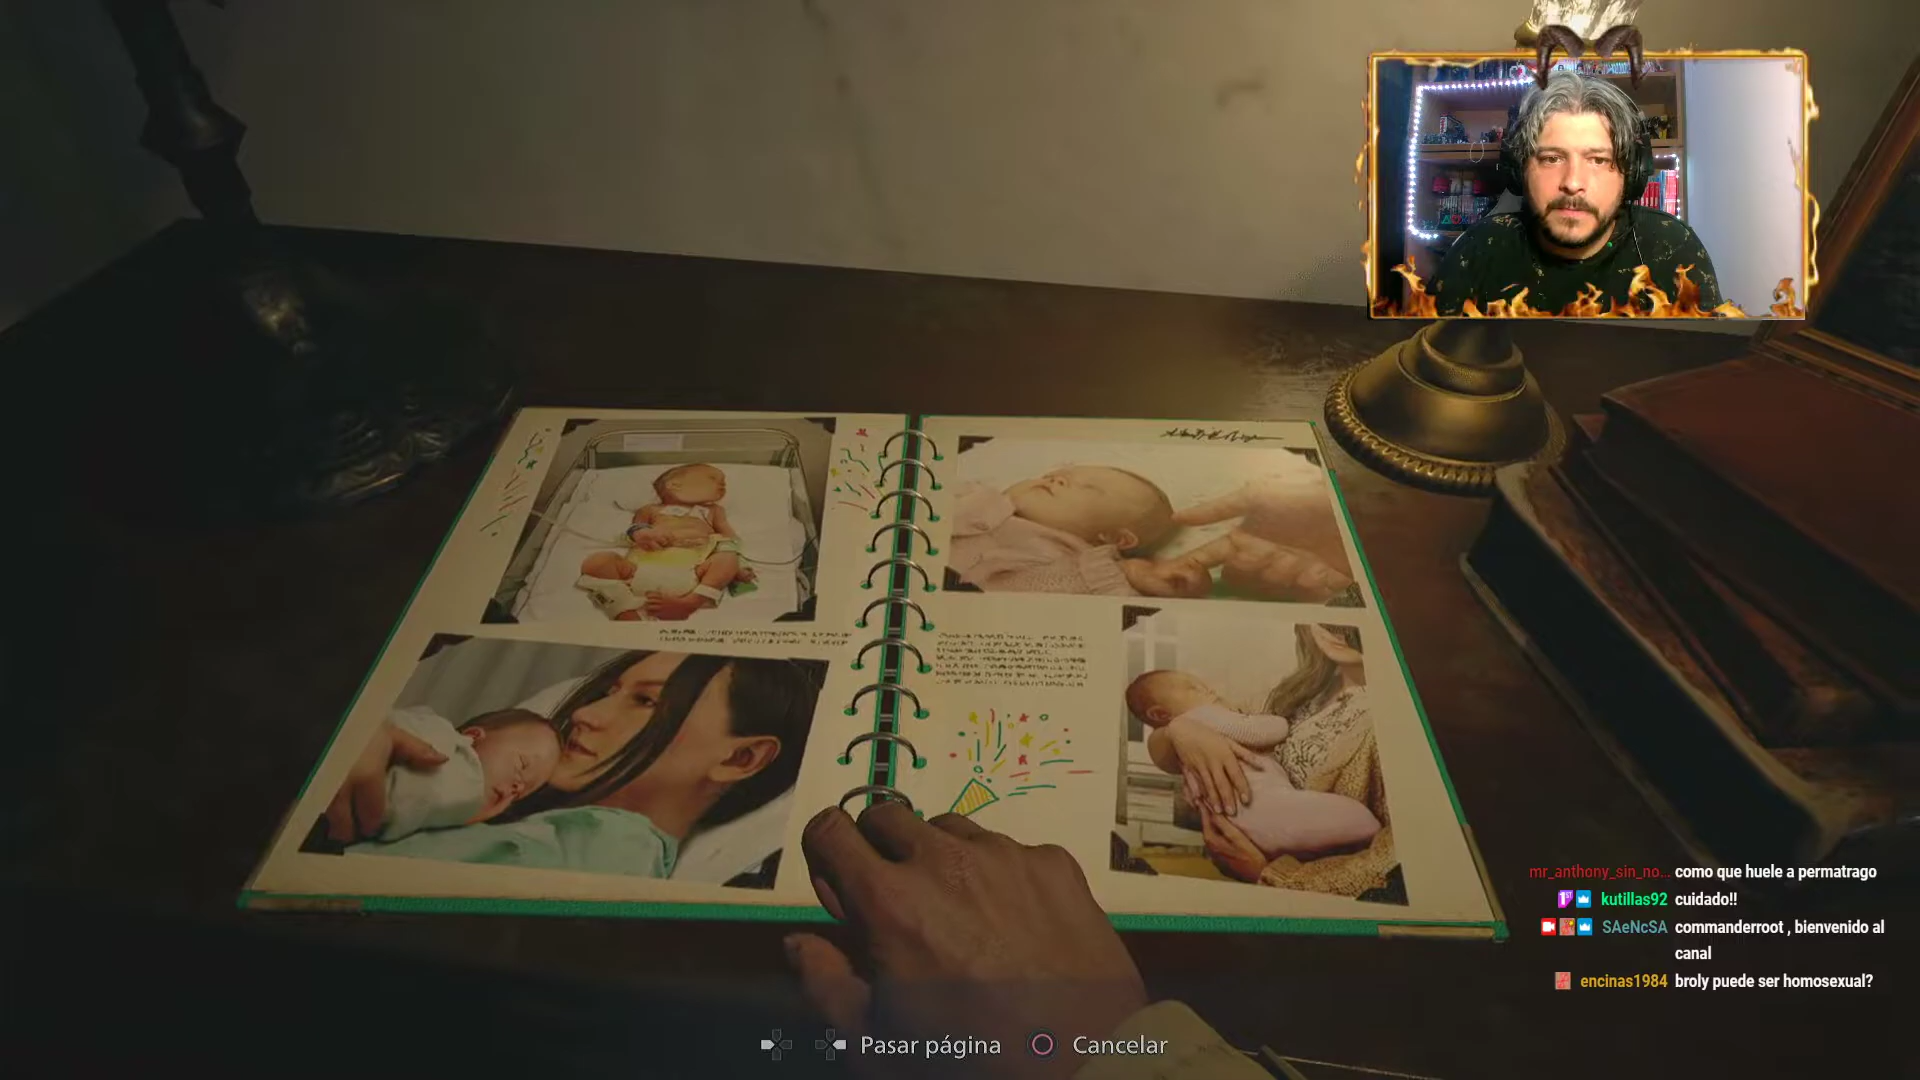 mr_anthony_sin_no... como que huele a permatrago
kutillas92 cuidado!!
SAeNcSA commanderroot , bienvenido al
canal
encinas1984 broly puede ser homosexual?
Pasar página Cancelar